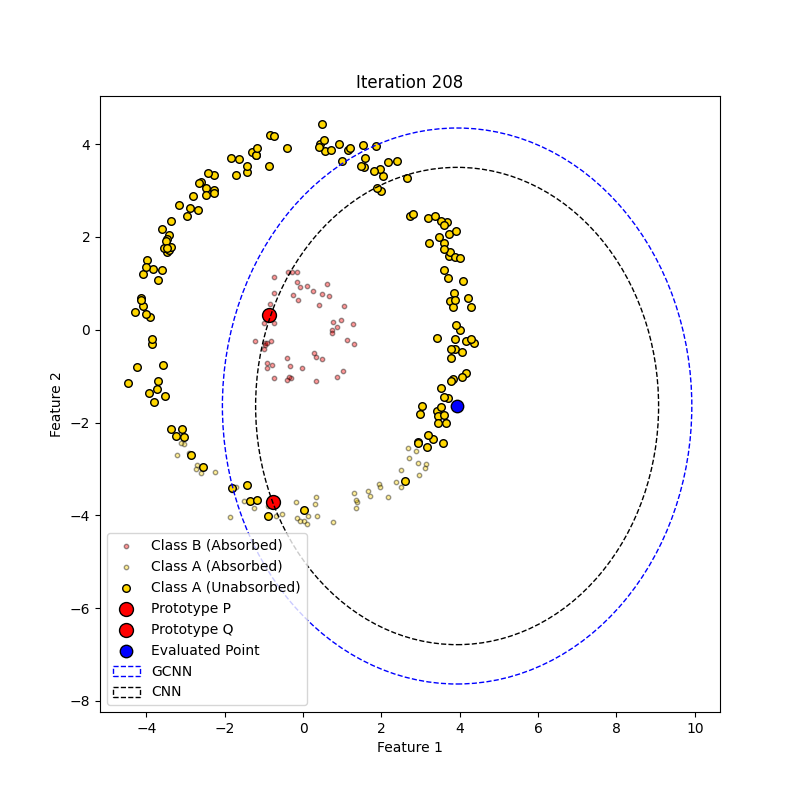 Iteration 208
Feature 2
4
2
0
−2
−4
−6
−8
Class B (Absorbed)
Class A (Absorbed)
Class A (Unabsorbed)
Prototype P
Prototype Q
Evaluated Point
GCNN
CNN
−4 −2 0 2 4 6 8 10
Feature 1